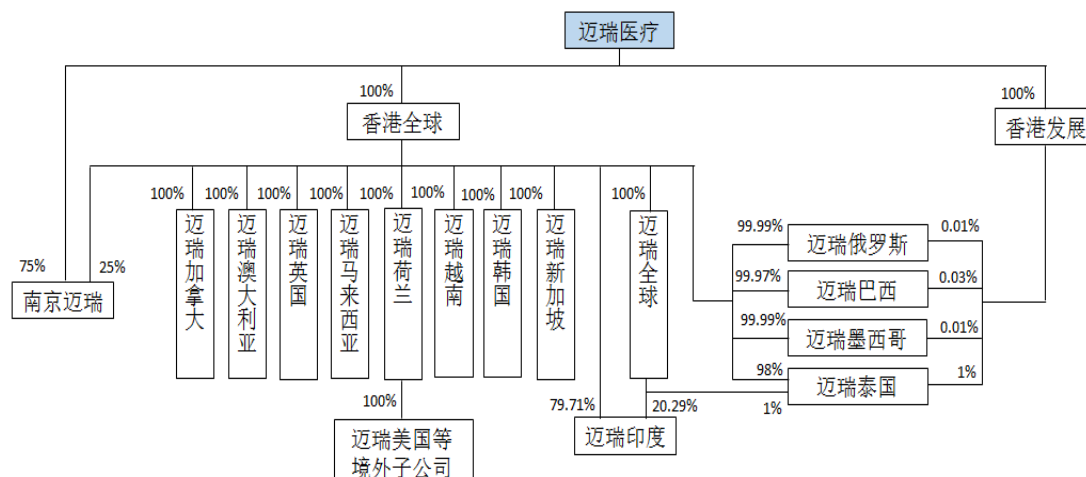 迈瑞医疗
100%
100%
香港全球
香港发展
100%
100%
100%
100%
100%
100%
100%
100%
100%
迈瑞加拿大
迈瑞澳大利亚
迈瑞英国
迈瑞马来西亚
迈瑞荷兰
迈瑞越南
迈瑞韩国
迈瑞新加坡
迈瑞全球
99.99%
迈瑞俄罗斯
0.01%
75%
25%
南京迈瑞
99.97%
迈瑞巴西
0.03%
99.99%
迈瑞墨西哥
0.01%
98%
迈瑞泰国
1%
100%
79.71%
20.29%
1%
迈瑞美国等
境外子公司
迈瑞印度